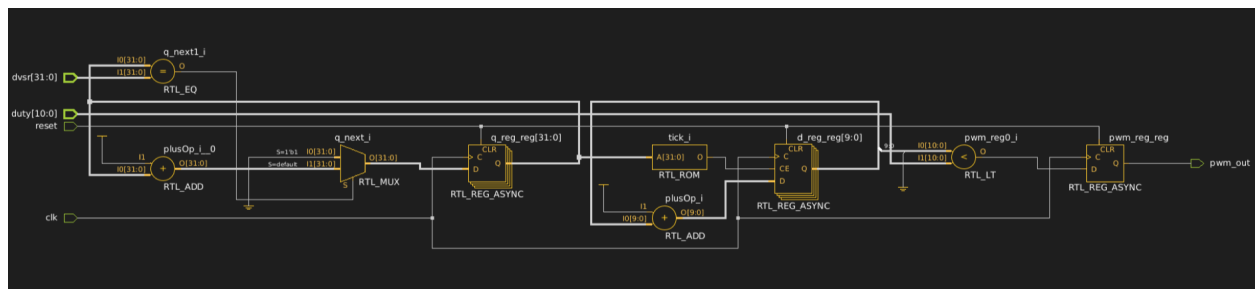 q_next1_i
I0[31:0]
I1[31:0]
O
=
RTL_EQ
dvsr[31:0]
duty[10:0]
reset
plusOp_i__0
I1
I0[31:0]
O[31:0]
+
RTL_ADD
q_next_i
S=1'b1
I0[31:0]
S=default
I1[31:0]
O[31:0]
S
RTL_MUX
q_reg_reg[31:0]
CLR
C
D
Q
RTL_REG_ASYNC
tick_i
A[31:0]
O
RTL_ROM
plusOp_i
I1
I0[9:0]
O[9:0]
+
RTL_ADD
d_reg_reg[9:0]
CLR
C
CE
D
Q
RTL_REG_ASYNC
9:0
pwm_reg0_i
I0[10:0]
I1[10:0]
O
<
RTL_LT
pwm_reg_reg
CLR
C
D
Q
RTL_REG_ASYNC
pwm_out
clk